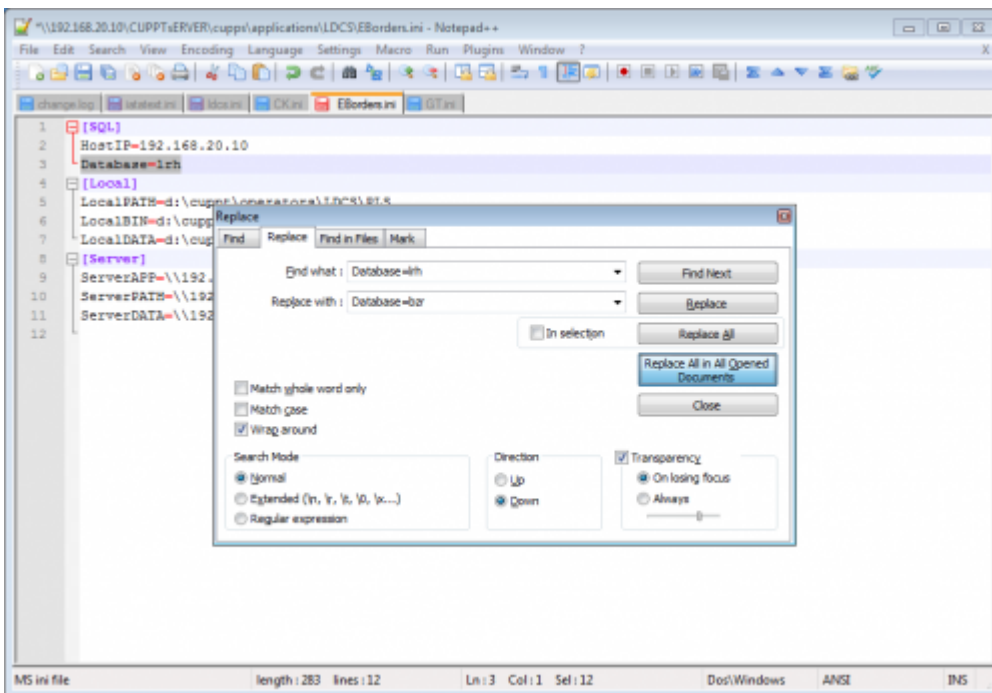 *\\192.168.20.10\CUPPTsERVER\cupps\applications\LDCS\EBorders.ini - Notepad++
File Edit Search View Encoding Language Settings Macro Run Plugins Window ? X
change.log iatatest.ini ldcs.ini CK.ini EBorders.ini GT.ini
1 [SQL]
2 HostIP=192.168.20.10
3 Database=lrh
4 [Local]
5 LocalPATH=d:\cuppt\operators\LDCS\RLS
6 LocalBIN=d:\cupp
7 LocalDATA=d:\cup
8 [Server]
9 ServerAPP=\\192.
10 ServerPATH=\\192
11 ServerDATA=\\192
12
Replace
Find Replace Find in Files Mark
Find what : Database=lrh
Find Next
Replace with : Database=bzr
Replace
In selection
Replace All
Replace All in All Opened
Documents
Close
Match whole word only
Match case
Wrap around
Search Mode
Normal
Extended (\n, \r, \t, \0, \x...)
Regular expression
Direction
Up
Down
Transparency
On losing focus
Always
MS ini file length : 283 lines : 12 Ln : 3 Col : 1 Sel : 12 Dos\Windows ANSI INS